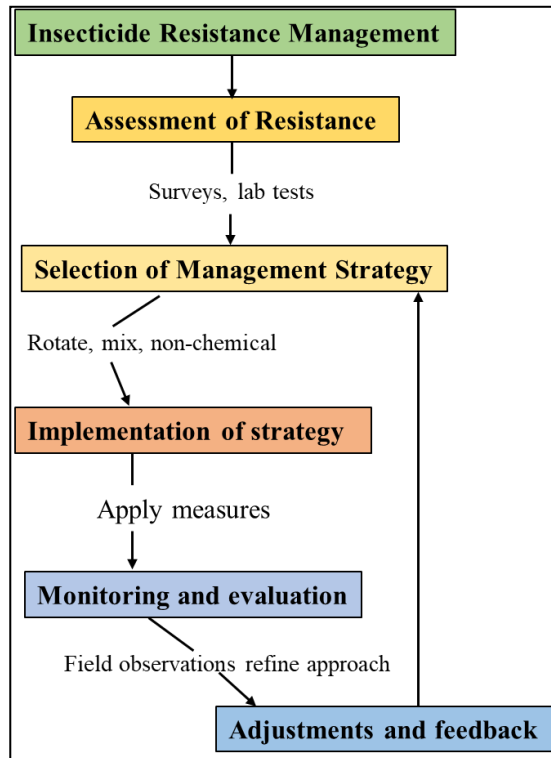 Insecticide Resistance Management
Assessment of Resistance
Surveys, lab tests
Selection of Management Strategy
Rotate, mix, non-chemical
Implementation of strategy
Apply measures
Monitoring and evaluation
Field observations refine approach
Adjustments and feedback